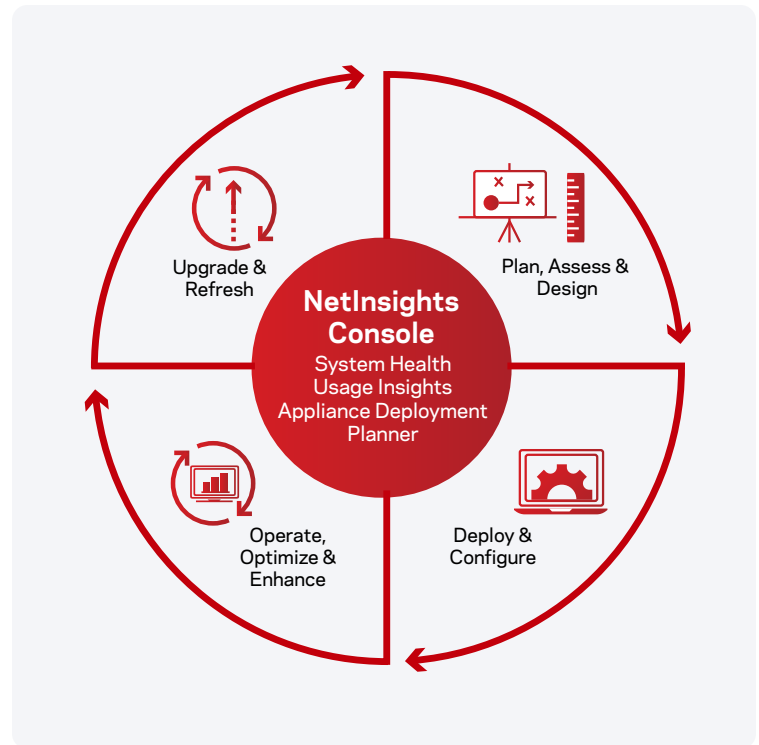 Upgrade &
Refresh
Plan, Assess &
Design
NetInsights
Console
System Health
Usage Insights
Appliance Deployment
Planner
Operate,
Optimize &
Enhance
Deploy &
Configure